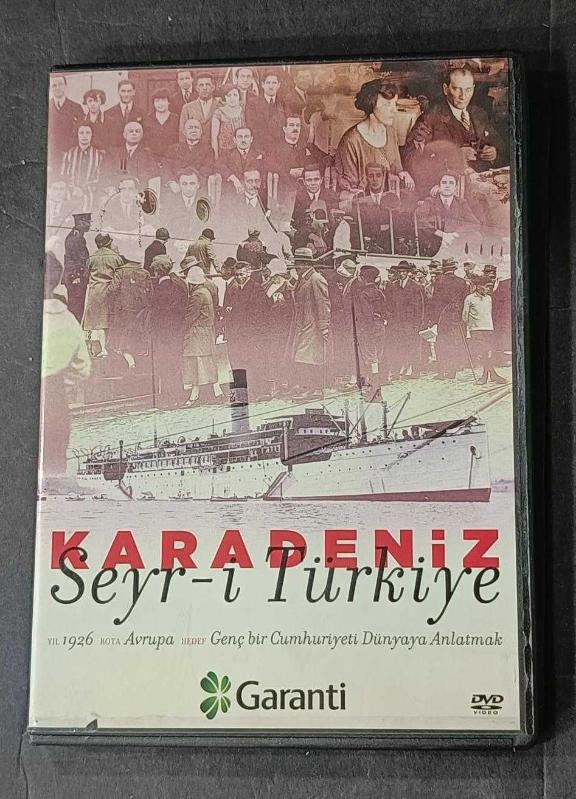 KARADENiZ
Seyr-i Türkiye
YIL 1926 ROTA Avrupa HEDEF Genç bir Cumhuriyeti Dünyaya Anlatmak
Garanti
DVD
VIDEO